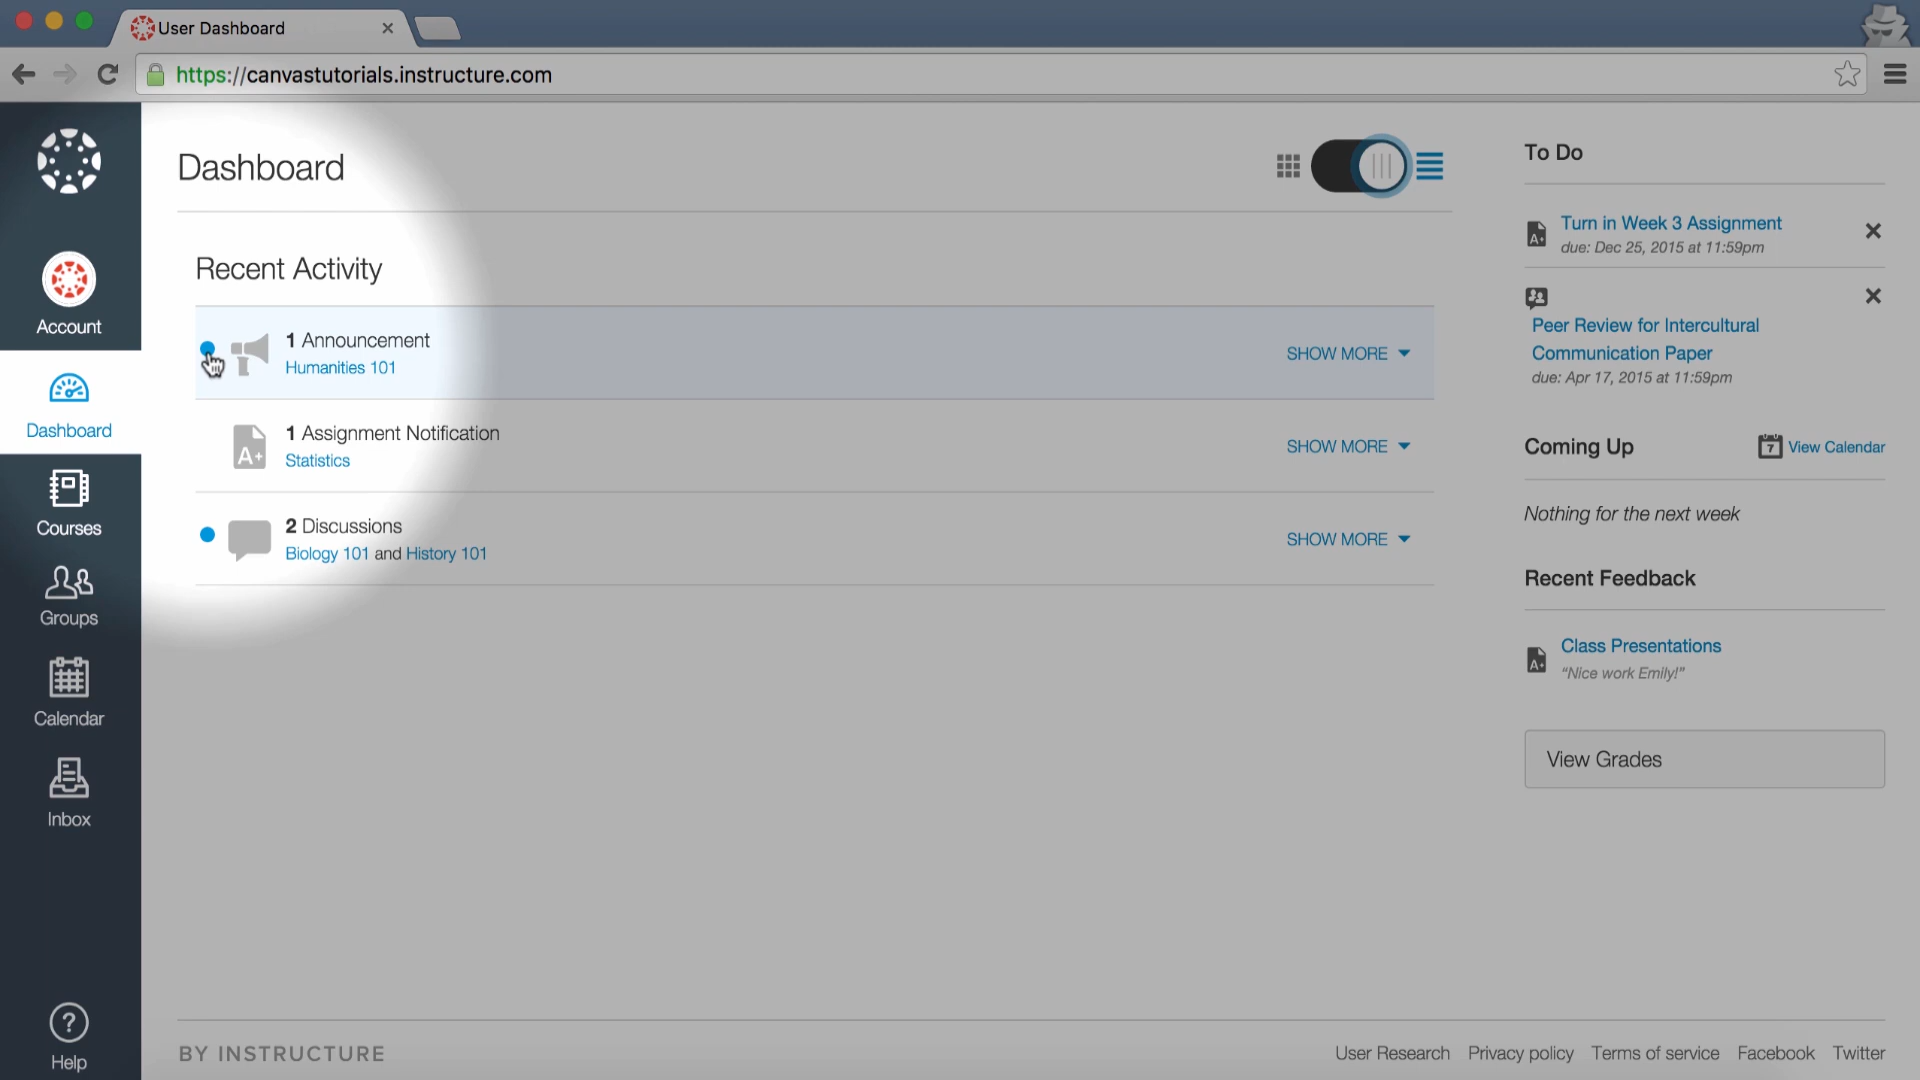 User Dashboard
https://canvastutorials.instructure.com
Account
Dashboard
Courses
Groups
Calendar
Inbox
Help
Dashboard
Recent Activity
1 Announcement
Humanities 101
SHOW MORE
1 Assignment Notification
Statistics
SHOW MORE
2 Discussions
Biology 101 and History 101
SHOW MORE
To Do
Turn in Week 3 Assignment
due: Dec 25, 2015 at 11:59pm
Peer Review for Intercultural
Communication Paper
due: Apr 17, 2015 at 11:59pm
Coming Up
7 View Calendar
Nothing for the next week
Recent Feedback
Class Presentations
“Nice work Emily!”
View Grades
BY INSTRUCTURE
User Research Privacy policy Terms of service Facebook Twitter